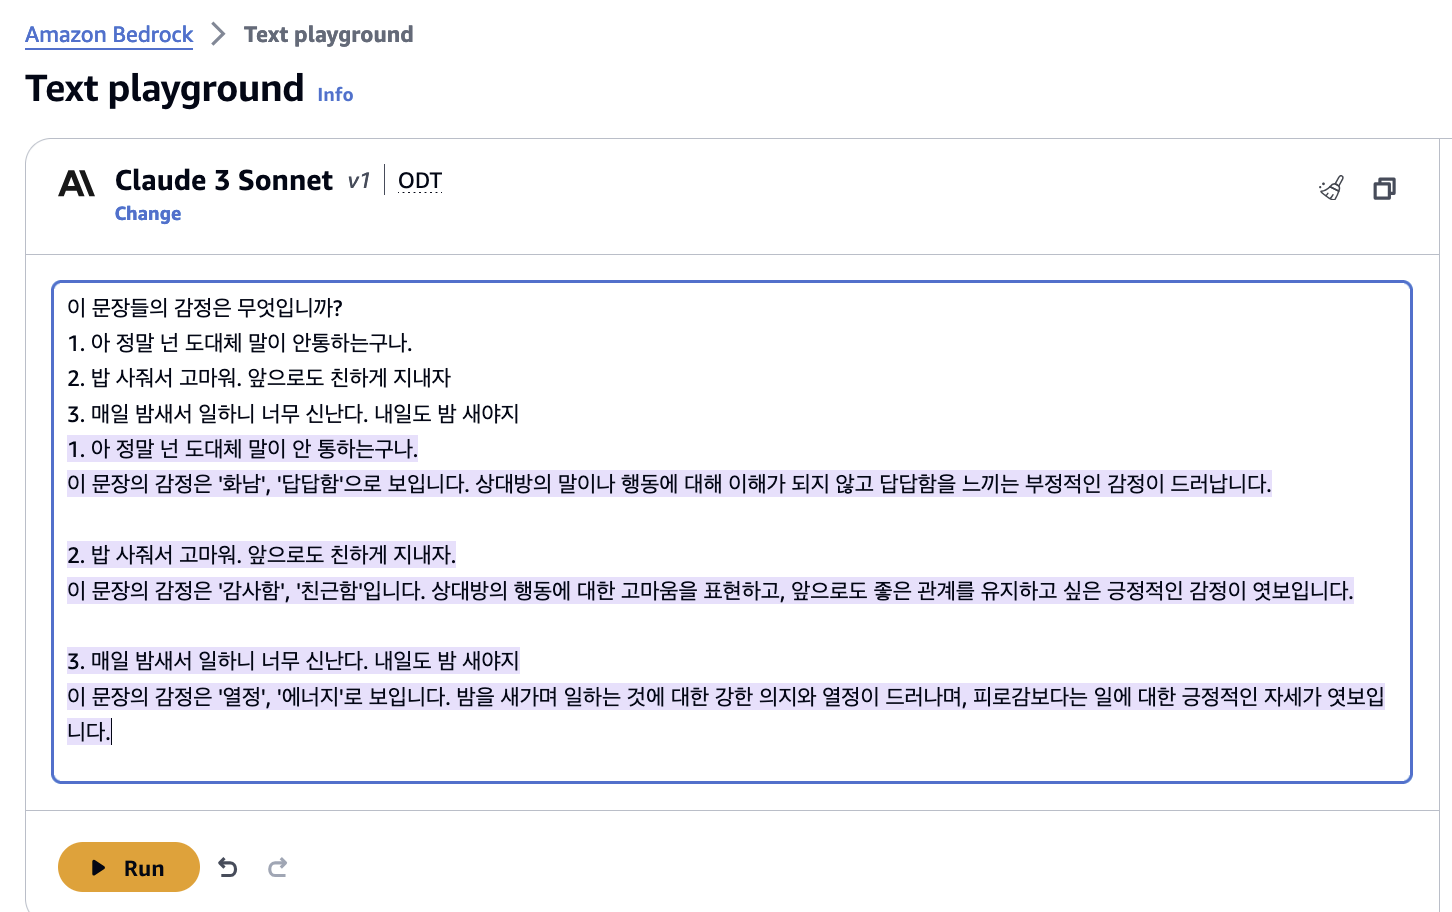 Amazon Bedrock > Text playground
Text playground Info
Claude 3 Sonnet v1 | ODT
Change
이 문장들의 감정은 무엇입니까?
1. 아 정말 넌 도대체 말이 안통하는구나.
2. 밥 사줘서 고마워. 앞으로도 친하게 지내자
3. 매일 밤새서 일하니 너무 신난다. 내일도 밤 새야지
1. 아 정말 넌 도대체 말이 안 통하는구나.
이 문장의 감정은 '화남', '답답함'으로 보입니다. 상대방의 말이나 행동에 대해 이해가 되지 않고 답답함을 느끼는 부정적인 감정이 드러납니다.
2. 밥 사줘서 고마워. 앞으로도 친하게 지내자.
이 문장의 감정은 '감사함', '친근함'입니다. 상대방의 행동에 대한 고마움을 표현하고, 앞으로도 좋은 관계를 유지하고 싶은 긍정적인 감정이 엿보입니다.
3. 매일 밤새서 일하니 너무 신난다. 내일도 밤 새야지
이 문장의 감정은 '열정', '에너지'로 보입니다. 밤을 새가며 일하는 것에 대한 강한 의지와 열정이 드러나며, 피로감보다는 일에 대한 긍정적인 자세가 엿보입
니다.
Run